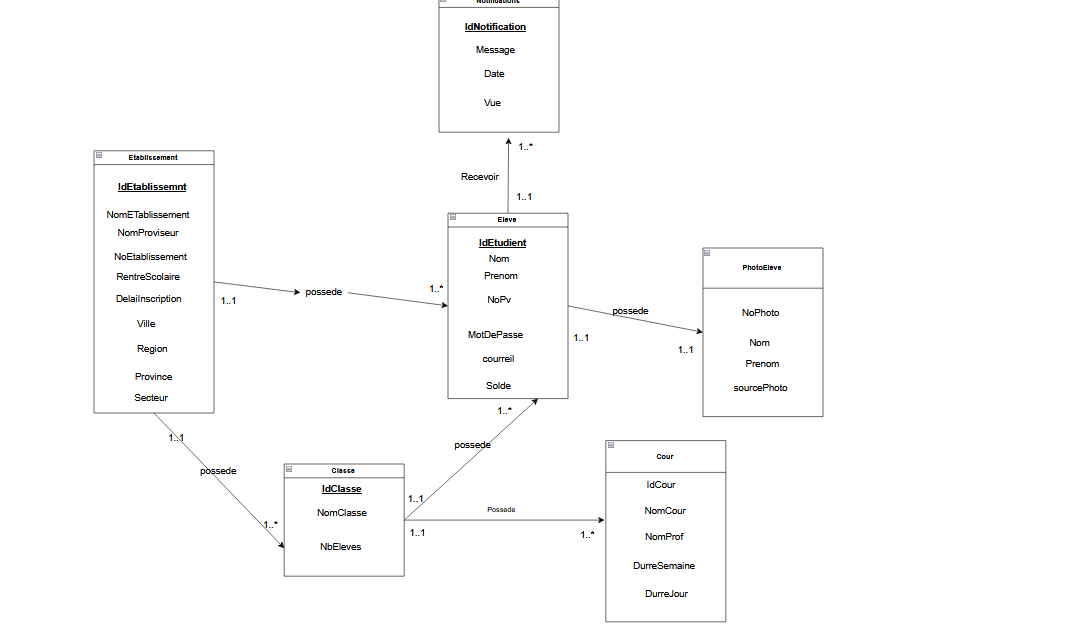 Notifications
IdNotification
Message
Date
Vue
1..*
Recevoir
1..1
Etablissement
IdEtablissemnt
NomETablissement
NomProviseur
NoEtablissement
RentreScolaire
DelaiInscription
Ville
Region
Province
Secteur
1..1
possede
1..*
Eleve
IdEtudient
Nom
Prenom
NoPv
MotDePasse
courreil
Solde
1..1
possede
1..1
PhotoEleve
NoPhoto
Nom
Prenom
sourcePhoto
1..1
possede
1..*
1..*
possede
1..1
Classe
IdClasse
NomClasse
NbEleves
1..1
Possede
1..*
Cour
IdCour
NomCour
NomProf
DurreSemaine
DurreJour